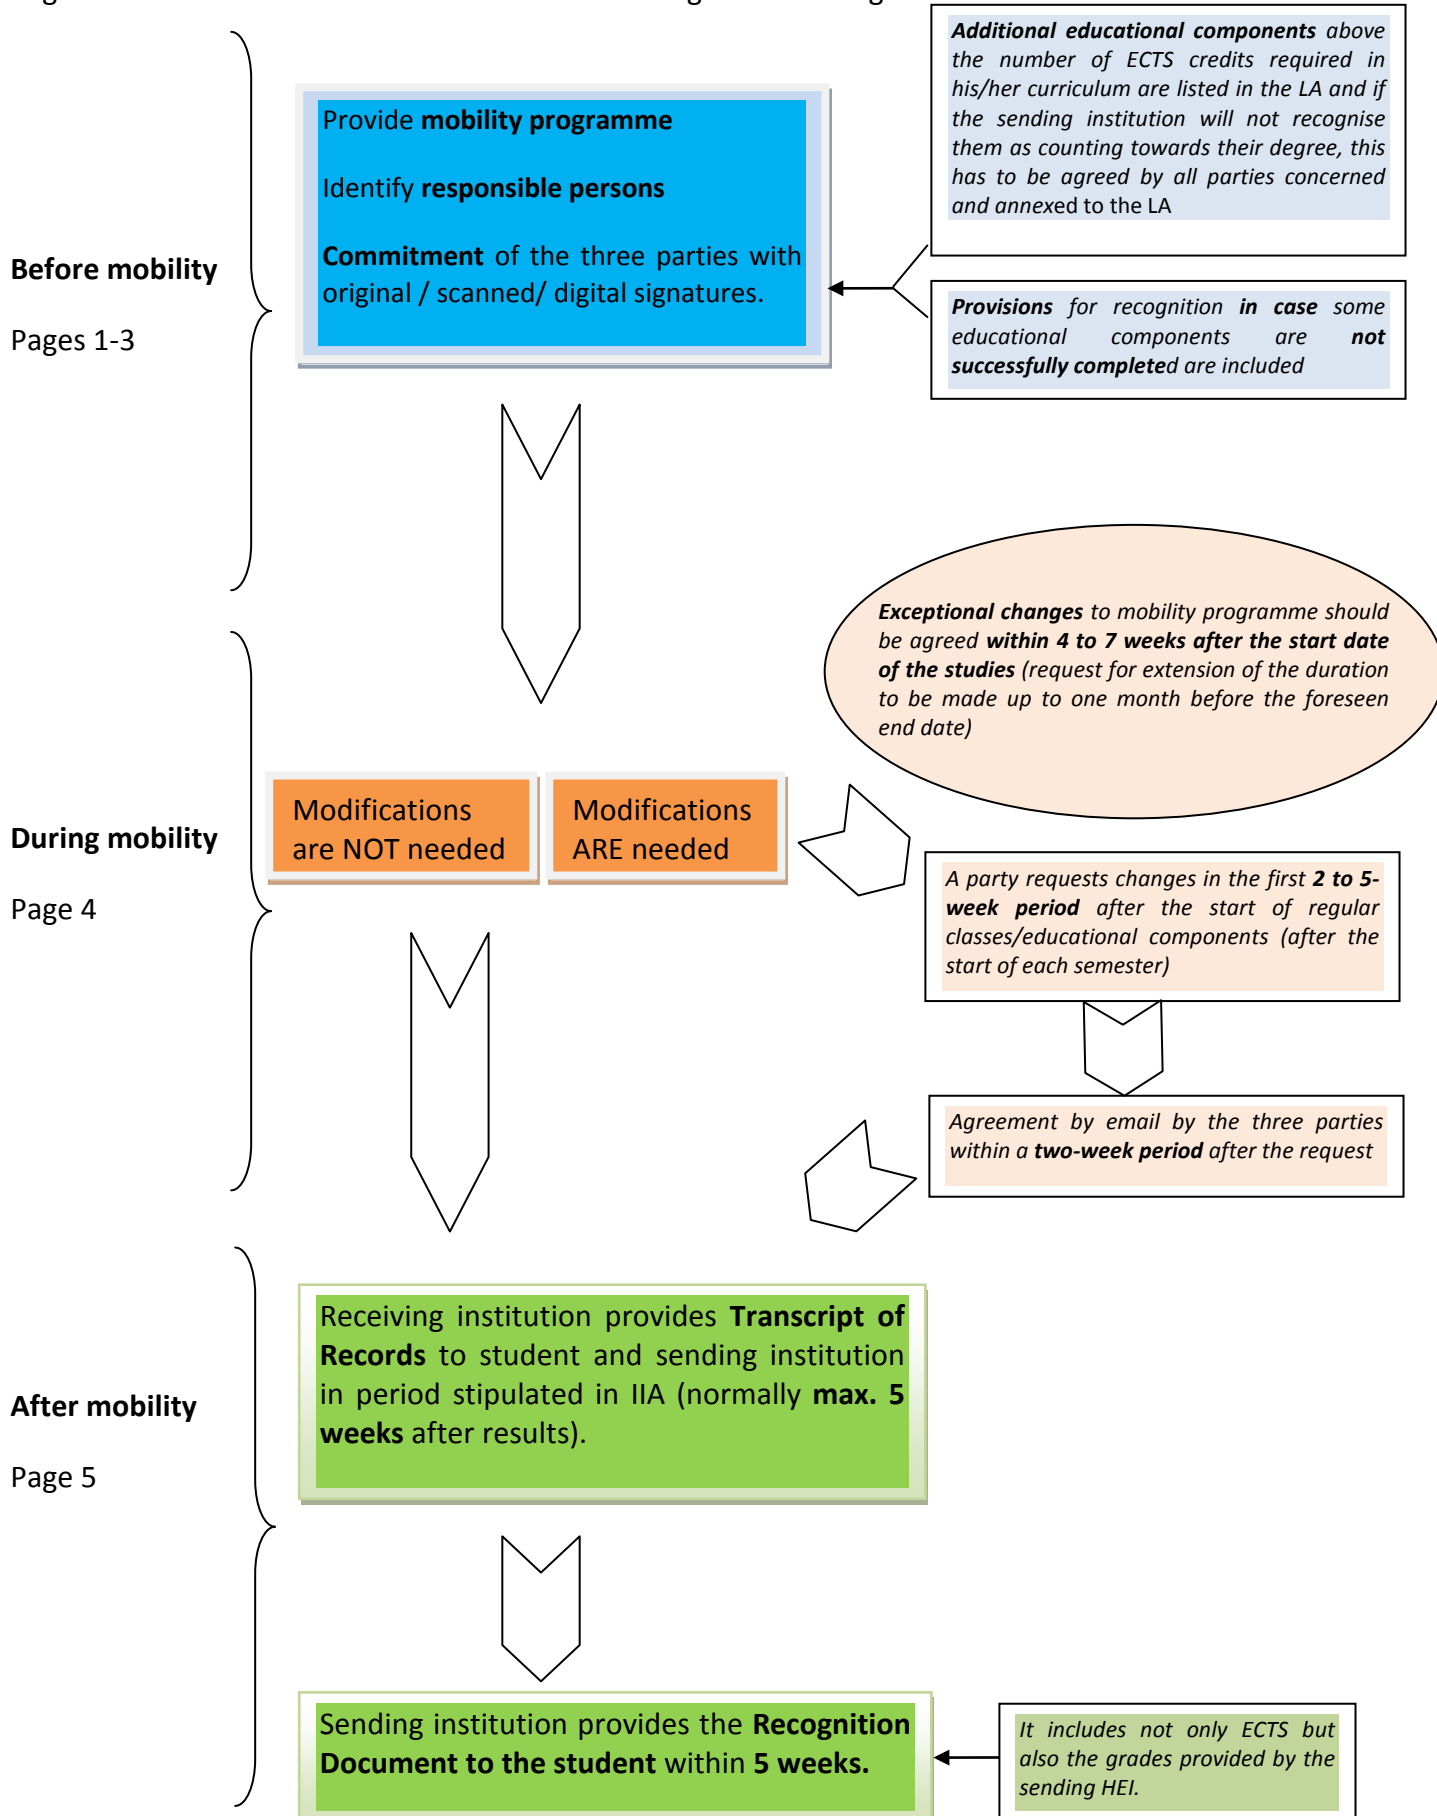 Before mobility
Pages 1-3
Provide mobility programme
Identify responsible persons
Commitment of the three parties with
original / scanned/ digital signatures.
Additional educational components above
the number of ECTS credits required in
his/her curriculum are listed in the LA and if
the sending institution will not recognise
them as counting towards their degree, this
has to be agreed by all parties concerned
and annexed to the LA
Provisions for recognition in case some
educational components are not
successfully completed are included
Exceptional changes to mobility programme should
be agreed within 4 to 7 weeks after the start date
of the studies (request for extension of the duration
to be made up to one month before the foreseen
end date)
During mobility
Page 4
Modifications
are NOT needed
Modifications
ARE needed
A party requests changes in the first 2 to 5-
week period after the start of regular
classes/educational components (after the
start of each semester)
Agreement by email by the three parties
within a two-week period after the request
After mobility
Page 5
Receiving institution provides Transcript of
Records to student and sending institution
in period stipulated in IIA (normally max. 5
weeks after results).
Sending institution provides the Recognition
Document to the student within 5 weeks.
It includes not only ECTS but
also the grades provided by the
sending HEI.